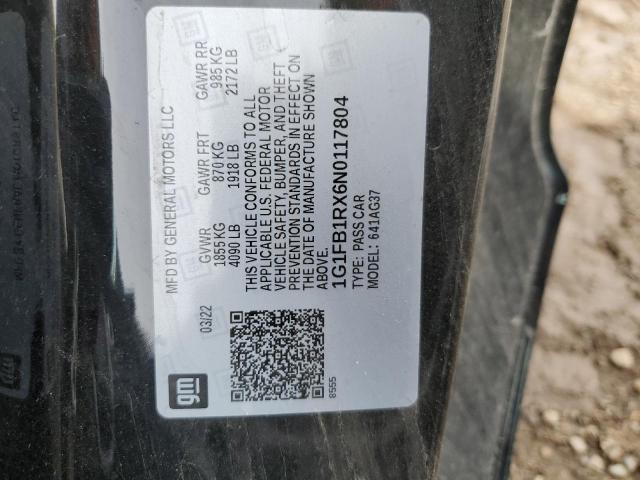 MFD BY GENERAL MOTORS LLC
03/22
GVWR GAWR FRT GAWR RR
1855 KG 870 KG 985 KG
4090 LB 1918 LB 2172 LB
THIS VEHICLE CONFORMS TO ALL
APPLICABLE U.S. FEDERAL MOTOR
VEHICLE SAFETY, BUMPER, AND THEFT
PREVENTION STANDARDS IN EFFECT ON
THE DATE OF MANUFACTURE SHOWN
ABOVE.
1G1FB1RX6N0117804
TYPE: PASS CAR
MODEL: 641AG37
gm
8555